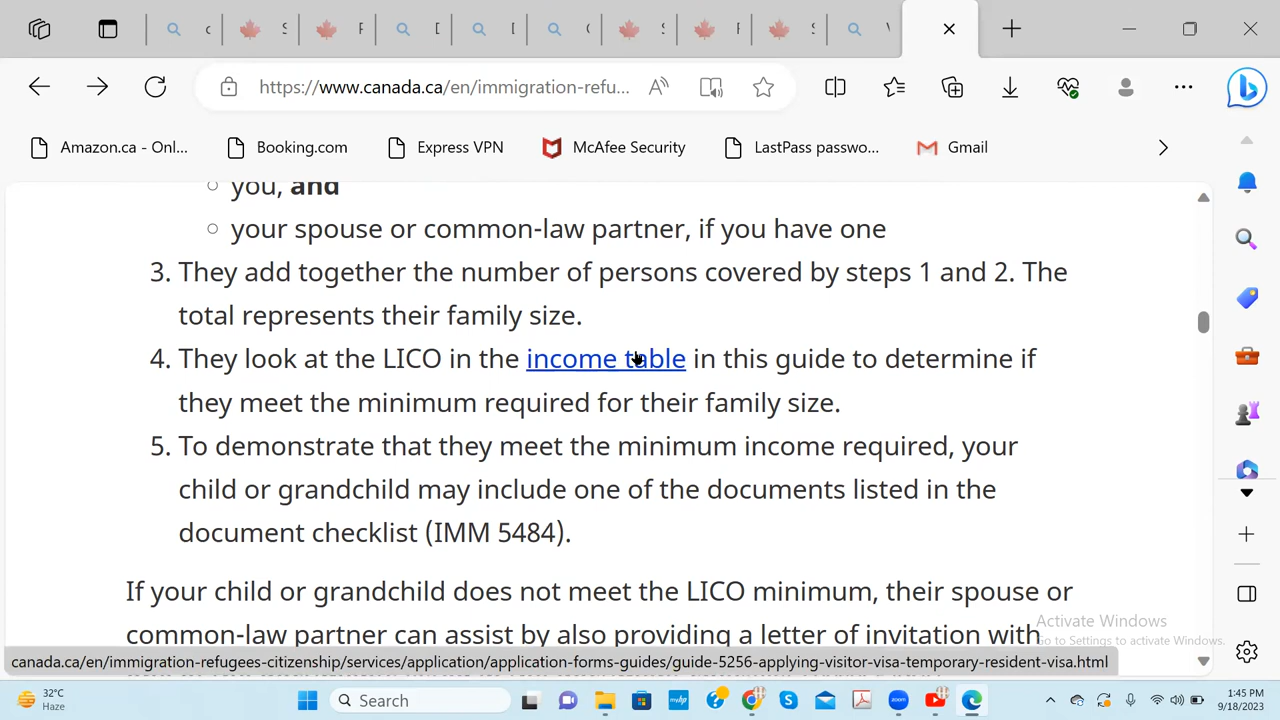 c
S
F
D
D
C
S
F
S
V
https://www.canada.ca/en/immigration-refu...
Amazon.ca - Onl...
Booking.com
Express VPN
McAfee Security
LastPass passwo...
Gmail
you, and
your spouse or common-law partner, if you have one
3. They add together the number of persons covered by steps 1 and 2. The
total represents their family size.
4. They look at the LICO in the income table in this guide to determine if
they meet the minimum required for their family size.
5. To demonstrate that they meet the minimum income required, your
child or grandchild may include one of the documents listed in the
document checklist (IMM 5484).
If your child or grandchild does not meet the LICO minimum, their spouse or
common-law partner can assist by also providing a letter of invitation with
Activate Windows
Go to Settings to activate Windows.
canada.ca/en/immigration-refugees-citizenship/services/application/application-forms-guides/guide-5256-applying-visitor-visa-temporary-resident-visa.html
32°C
Haze
Search
myhp
zoom
1:45 PM
9/18/2023